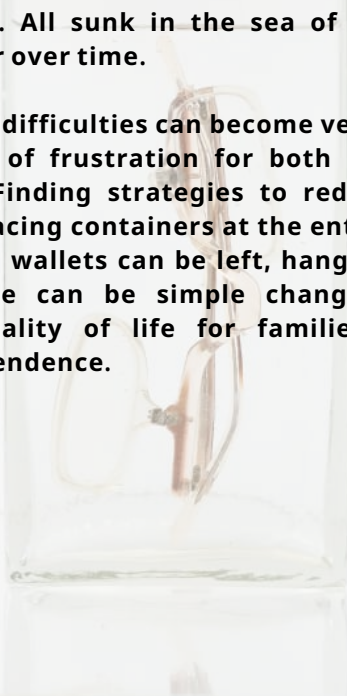 . All sunk in the sea of
over time.
difficulties can become ve
of frustration for both
Finding strategies to red
acing containers at the ent
wallets can be left, hang
e can be simple chang
ality of life for familie
endence.